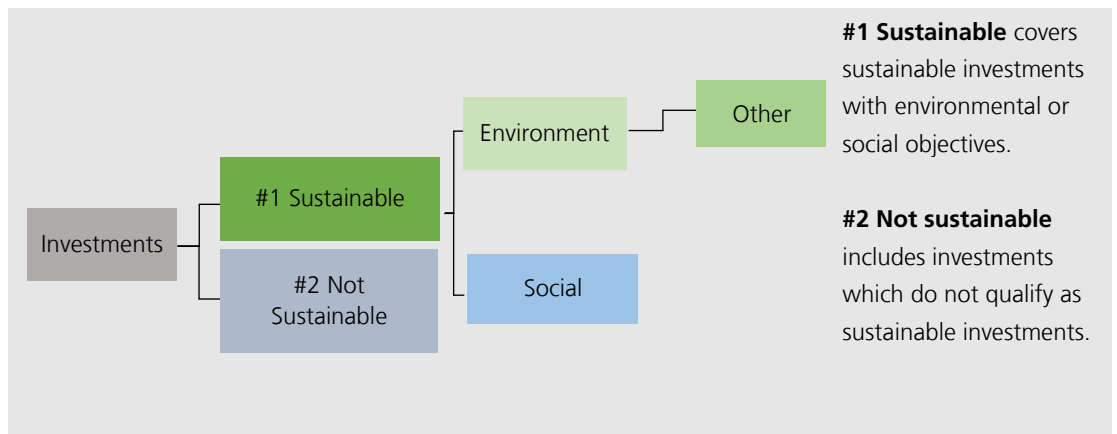 Investments
#1 Sustainable
#2 Not
Sustainable
Environment
Social
Other
#1 Sustainable covers
sustainable investments
with environmental or
social objectives.
#2 Not sustainable
includes investments
which do not qualify as
sustainable investments.